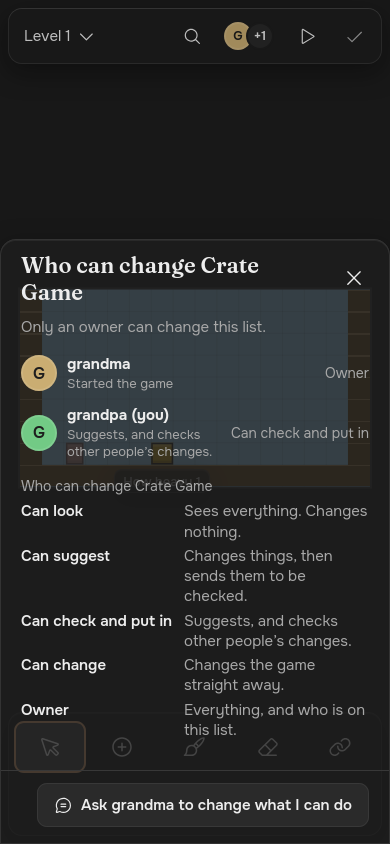 Level 1
G
+1
Who can change Crate
Game
Only an owner can change this list.
G
grandma
Started the game
Owner
G
grandpa (you)
Suggests, and checks
other people's changes.
Can check and put in
Who can change Crate Game
Can look
Sees everything. Changes
nothing.
Can suggest
Changes things, then
sends them to be
checked.
Can check and put in
Suggests, and checks
other people's changes.
Can change
Changes the game
straight away.
Owner
Everything, and who is on
this list.
Ask grandma to change what I can do